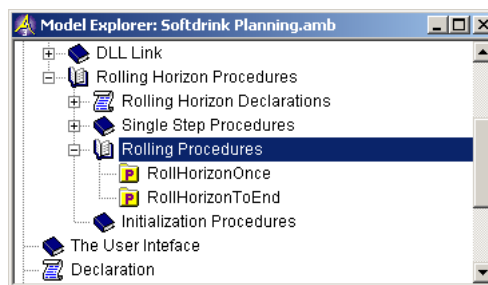 Model Explorer: Softdrink Planning.amb
DLL Link
Rolling Horizon Procedures
Rolling Horizon Declarations
Single Step Procedures
Rolling Procedures
P RollHorizonOnce
P RollHorizonToEnd
Initialization Procedures
The User Inteface
Declaration